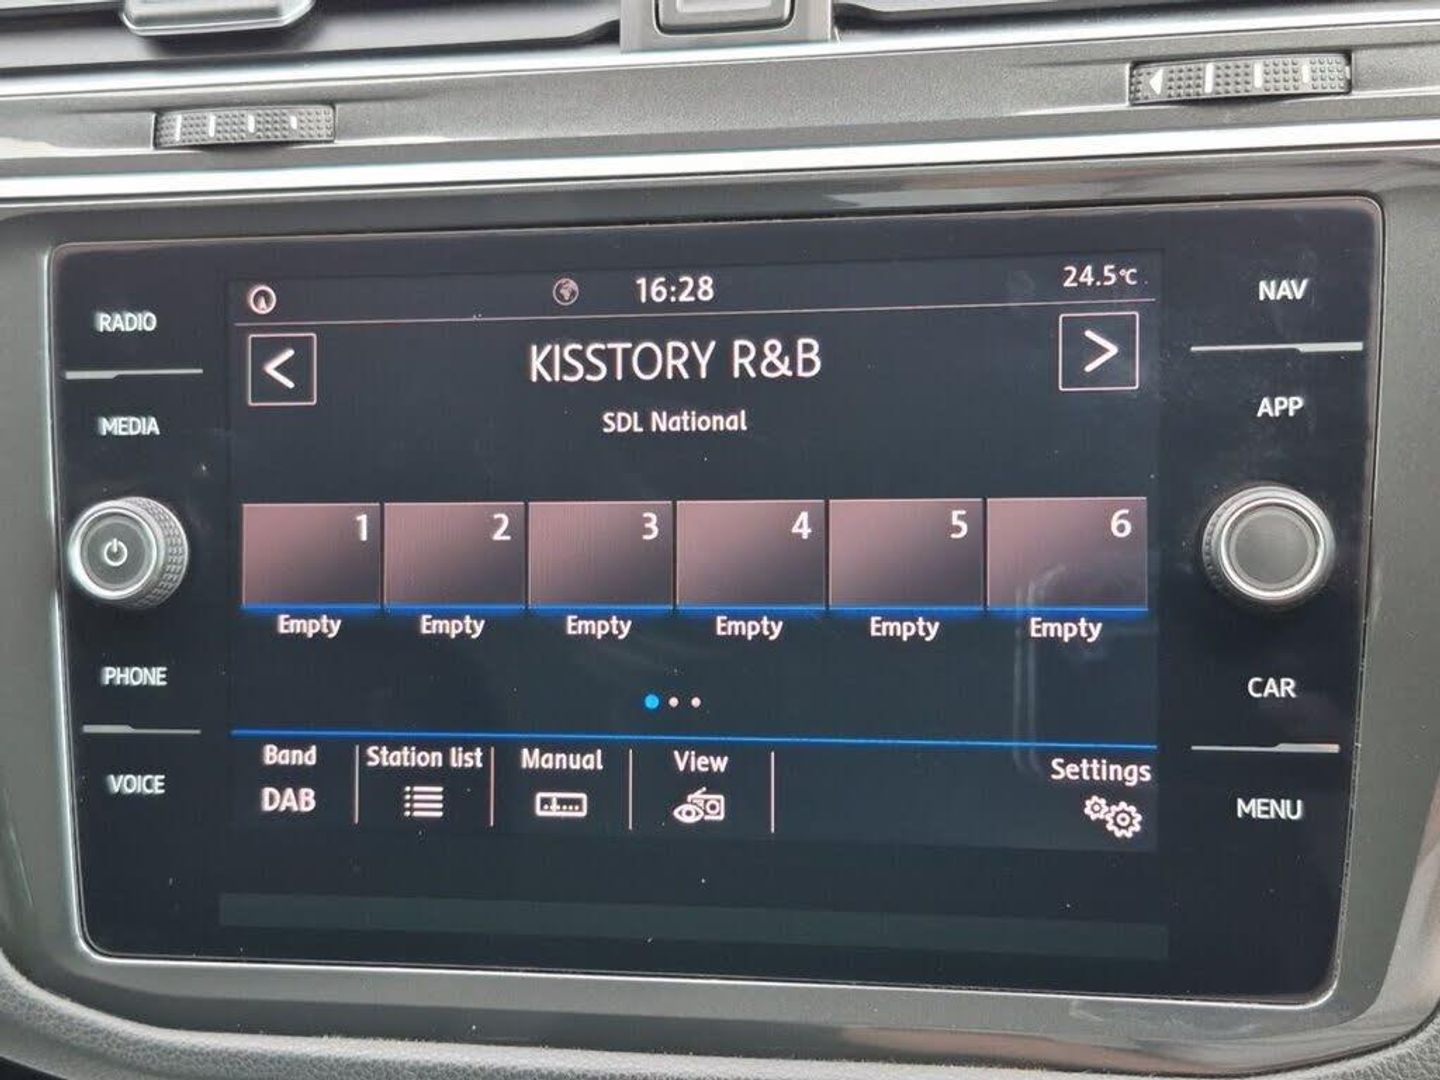 16:28
24.5°C
RADIO
NAV
<
KISSTORY R&B
>
SDL National
MEDIA
APP
1 2 3 4 5 6
Empty Empty Empty Empty Empty Empty
PHONE
CAR
Band Station list Manual View Settings
DAB
VOICE
MENU